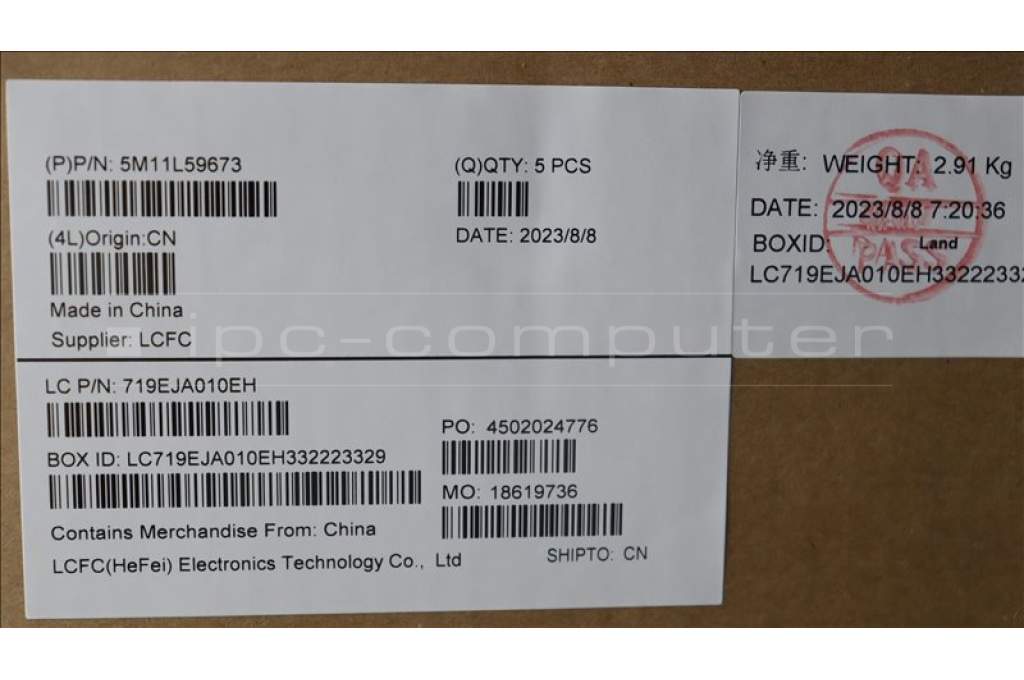 (P)P/N: 5M11L59673
(Q)QTY: 5 PCS
(4L)Origin:CN
DATE: 2023/8/8
Made in China
Supplier: LCFC
LC P/N: 719EJA010EH
PO: 4502024776
BOX ID: LC719EJA010EH332223329
MO: 18619736
Contains Merchandise From: China
LCFC(HeFei) Electronics Technology Co., Ltd
SHIPTO: CN
净重: WEIGHT: 2.91 Kg
DATE: 2023/8/8 7:20:36
BOXID: Land
LC719EJA010EH33222332
QA
PASS
ipc-computer